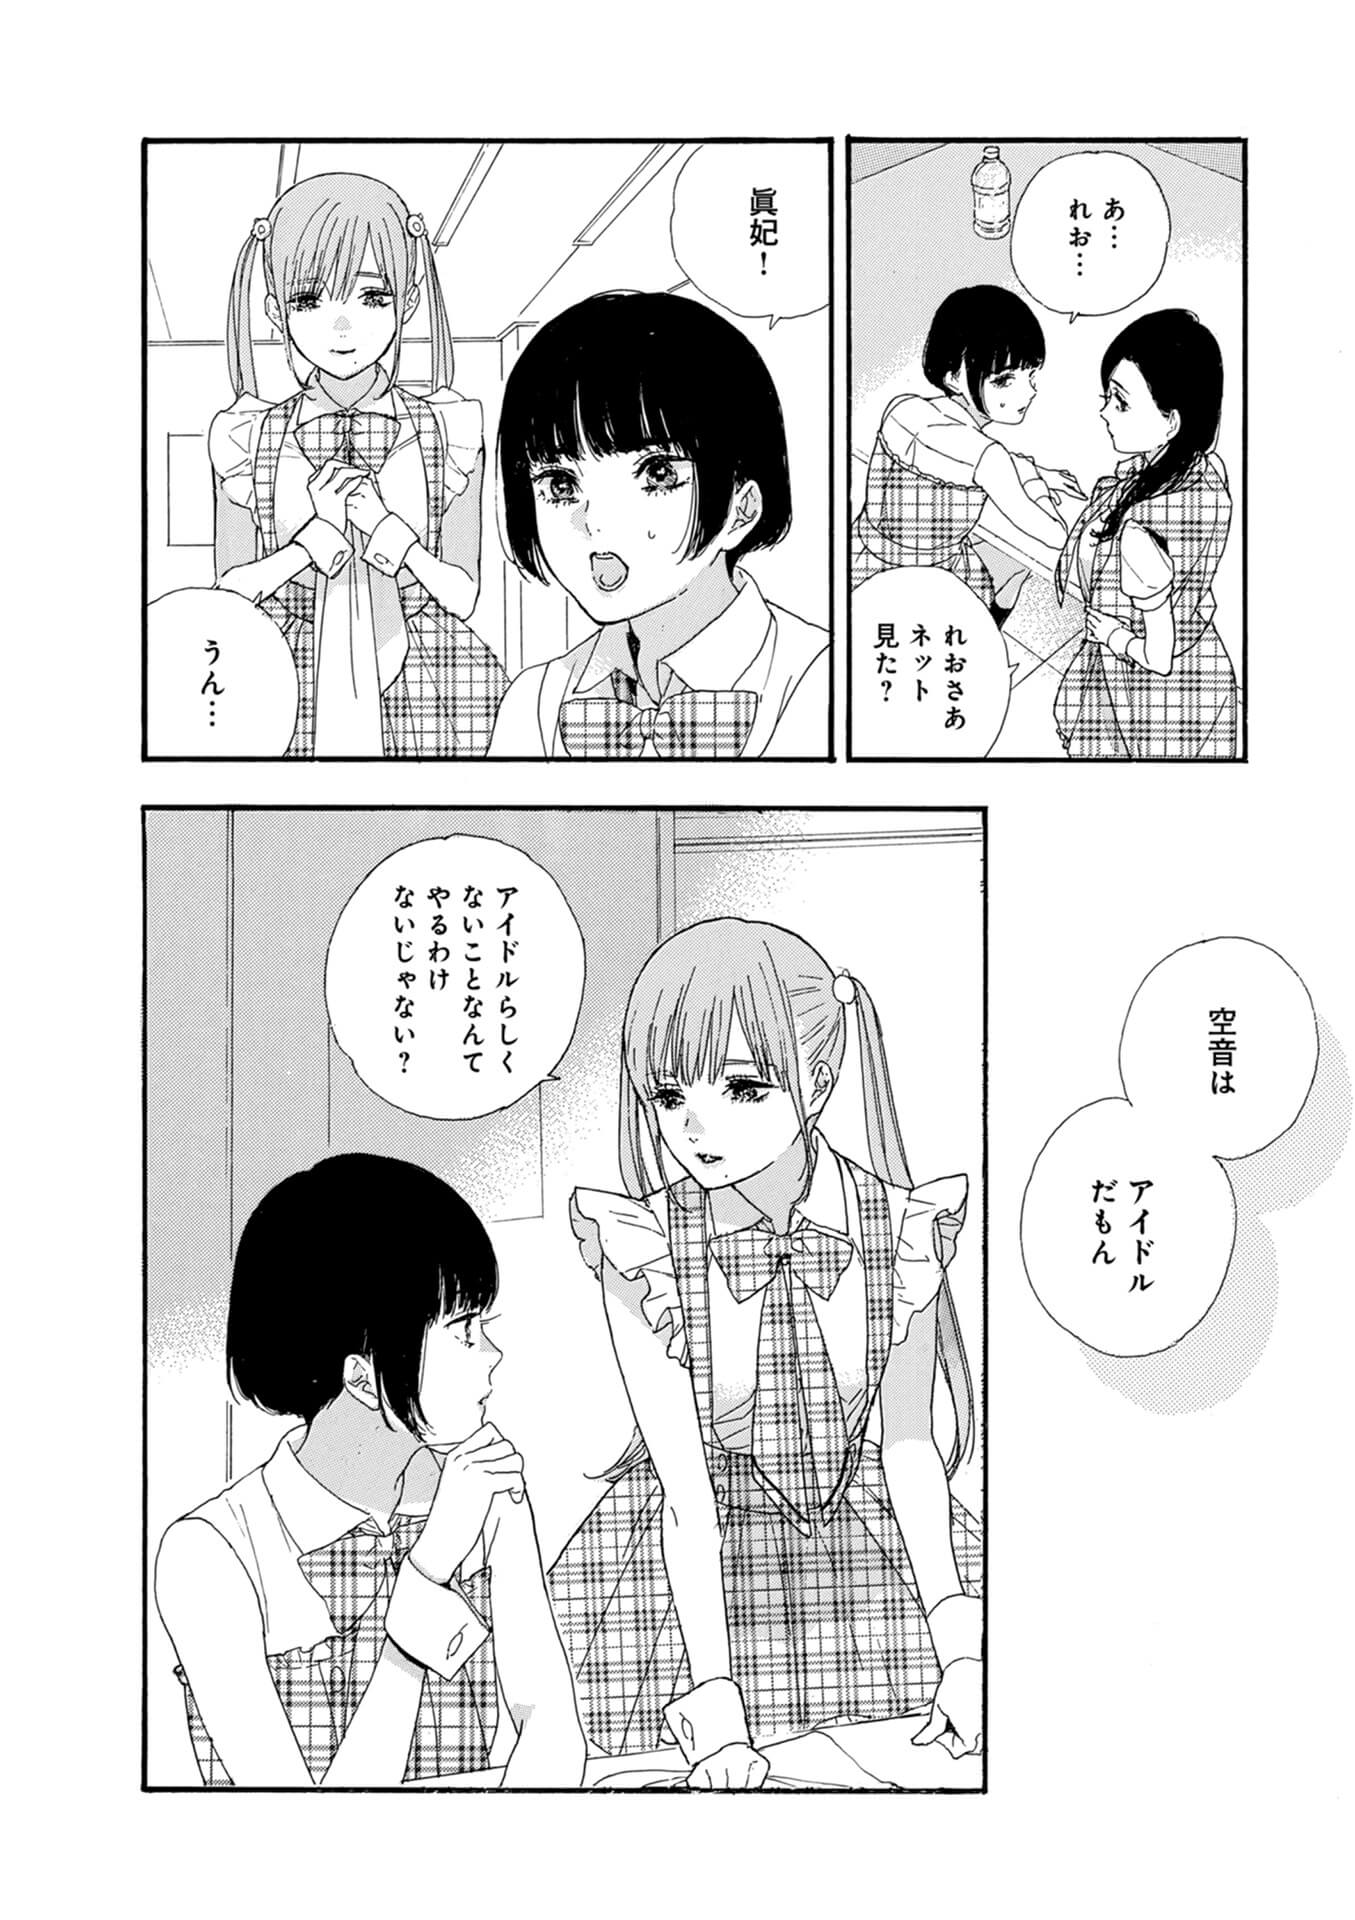 あ…
れお…
れおさあ
ネット
見た?
眞妃!
うん…
空音は
アイドル
だもん
アイドルらしく
ないことなんて
やるわけ
ないじゃない?